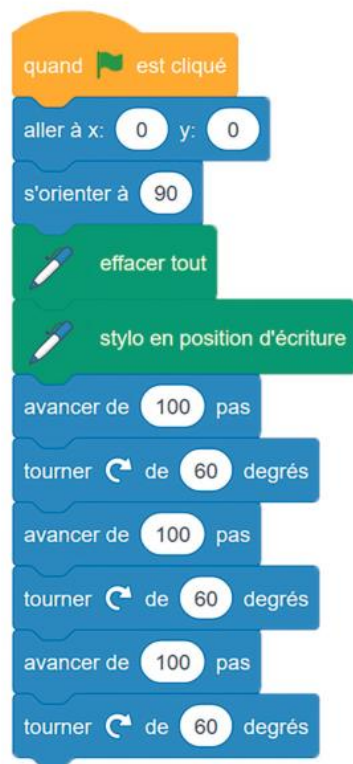 quand est cliqué
aller à x: 0 y: 0
s'orienter à 90
effacer tout
stylo en position d'écriture
avancer de 100 pas
tourner de 60 degrés
avancer de 100 pas
tourner de 60 degrés
avancer de 100 pas
tourner de 60 degrés